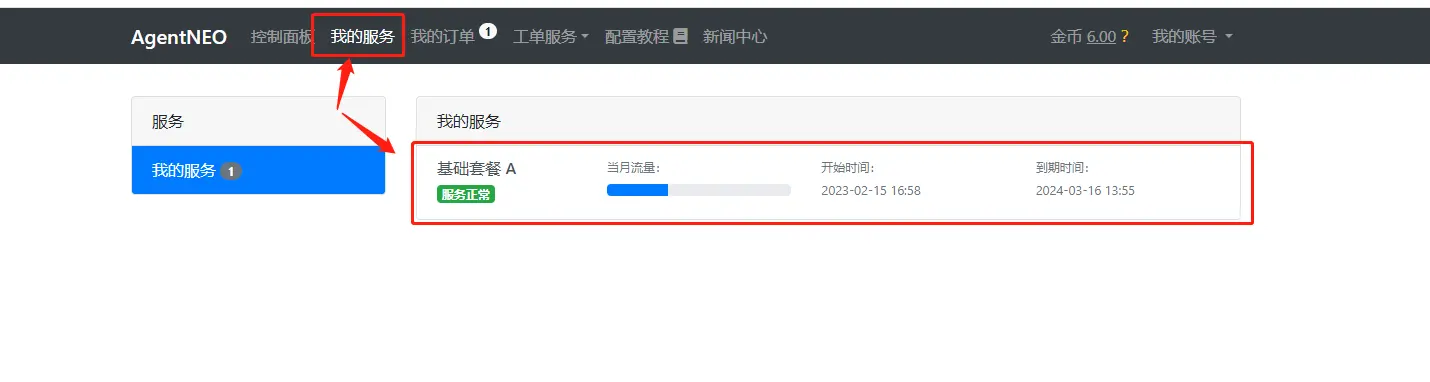 AgentNEO 控制面板 我的服务 我的订单 1 工单服务 配置教程 新闻中心 金币 6.00 ? 我的账号
服务
我的服务 1
我的服务
基础套餐 A
服务正常
当月流量:
开始时间:
2023-02-15 16:58
到期时间:
2024-03-16 13:55